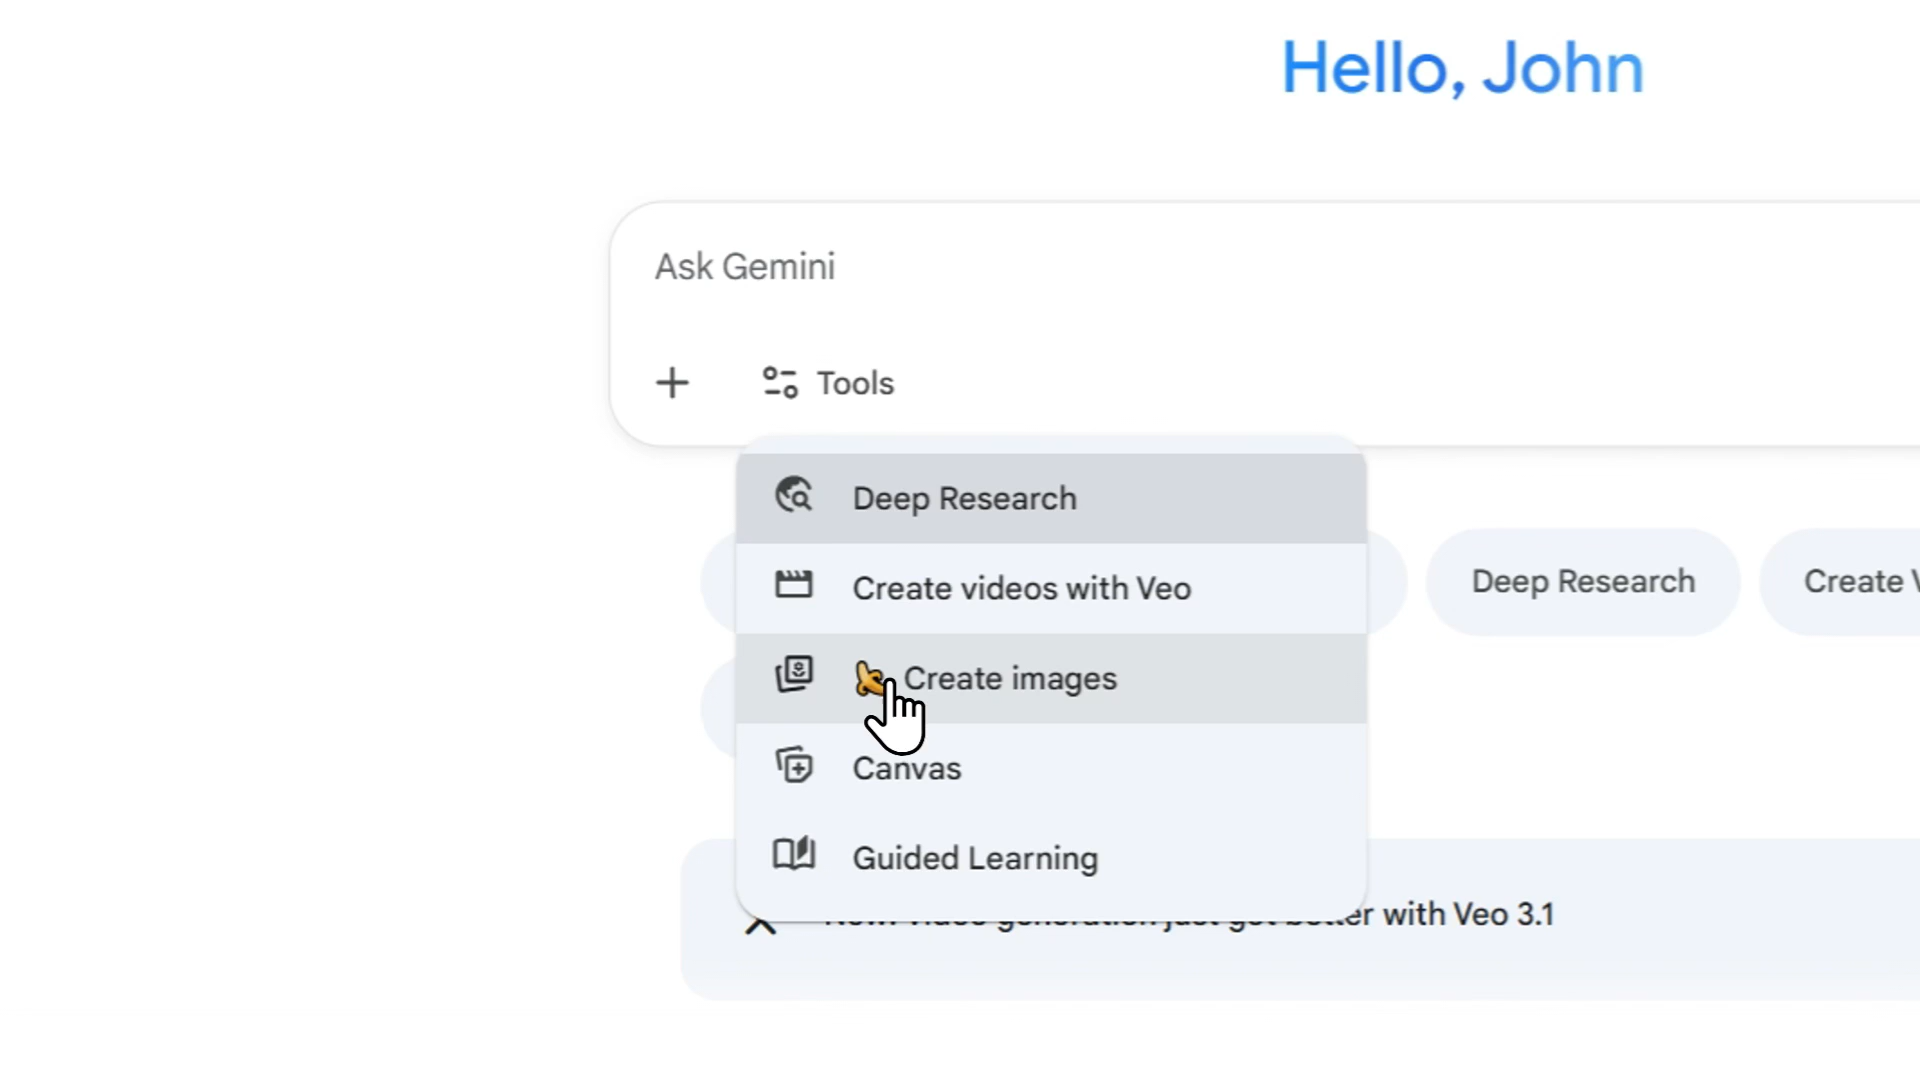 Hello, John
Ask Gemini
Tools
Deep Research
Create videos with Veo
Create images
Canvas
Guided Learning
Deep Research
Create
better with Veo 3.1